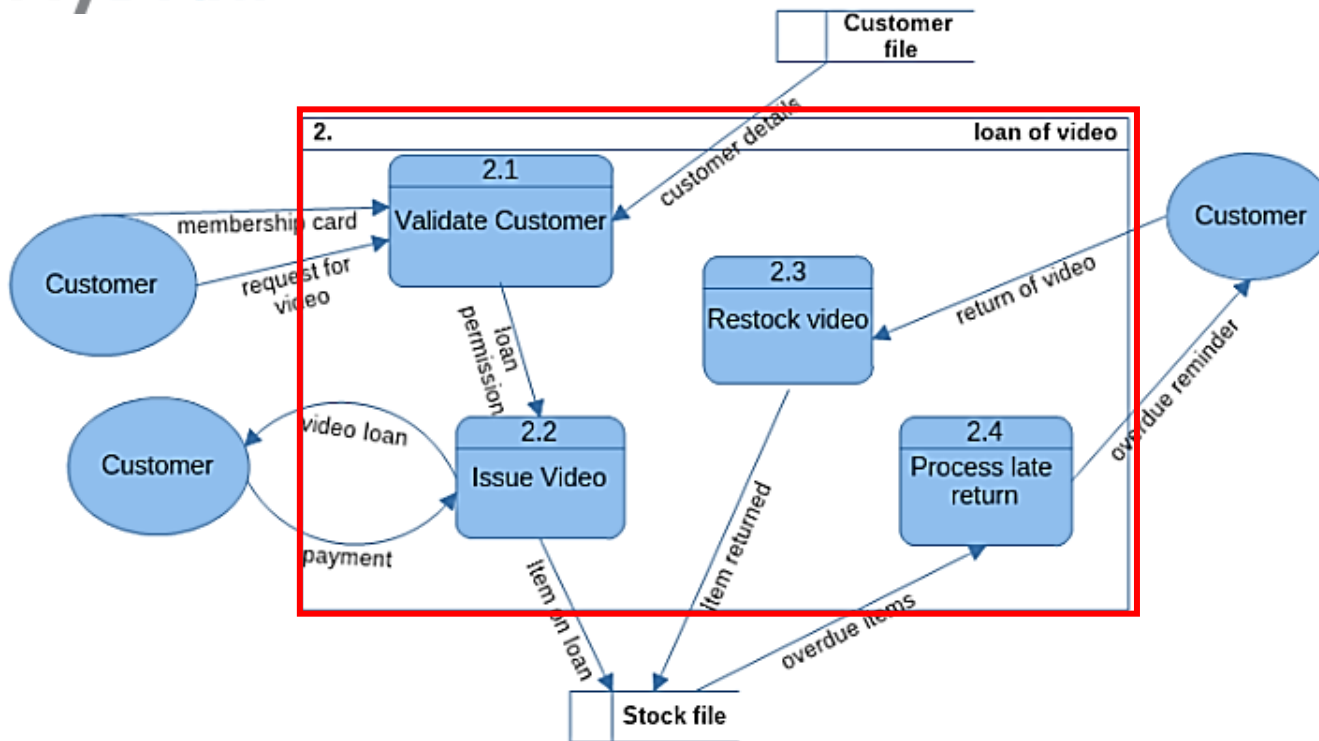 Customer
file
2.
loan of video
customer details
2.1
Validate Customer
membership card
Customer
request for
video
Customer
2.3
Restock video
return of video
loan
permission
overdue reminder
video loan
Customer
2.2
Issue Video
2.4
Process late
return
payment
item on loan
Item returned
overdue items
Stock file